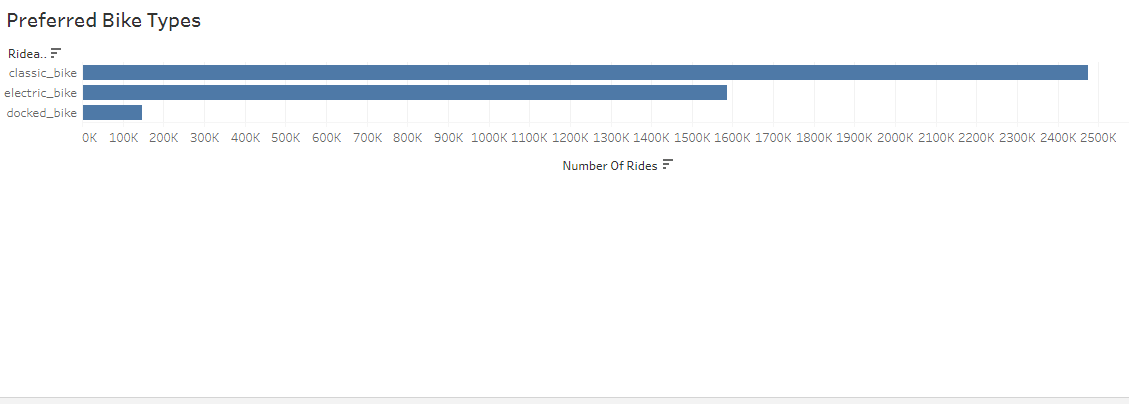 Preferred Bike Types
Ridea..
classic_bike
electric_bike
docked_bike
0K 100K 200K 300K 400K 500K 600K 700K 800K 900K 1000K 1100K 1200K 1300K 1400K 1500K 1600K 1700K 1800K 1900K 2000K 2100K 2200K 2300K 2400K 2500K
Number Of Rides